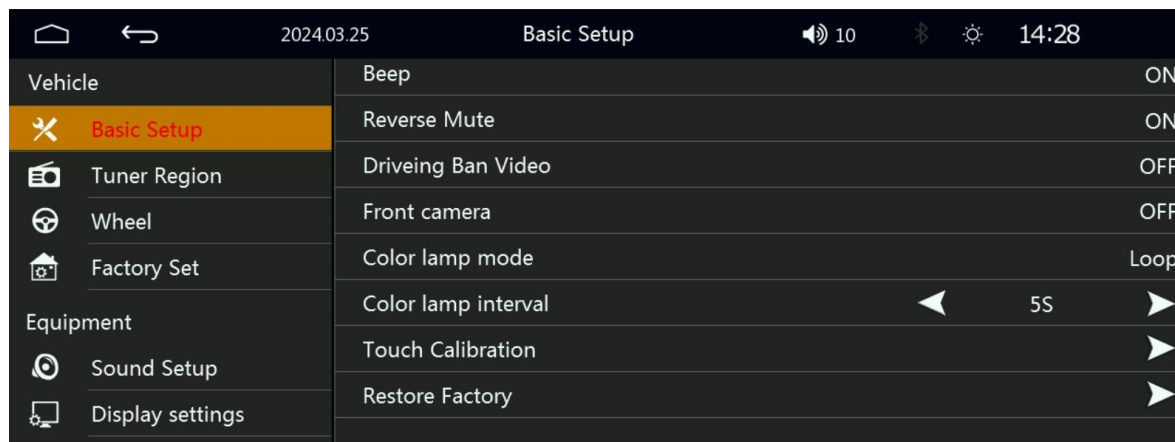 2024.03.25 Basic Setup 10 14:28
Vehicle
Basic Setup
Tuner Region
Wheel
Factory Set
Equipment
Sound Setup
Display settings
Beep ON
Reverse Mute ON
Driveing Ban Video OFF
Front camera OFF
Color lamp mode Loop
Color lamp interval 5S
Touch Calibration
Restore Factory